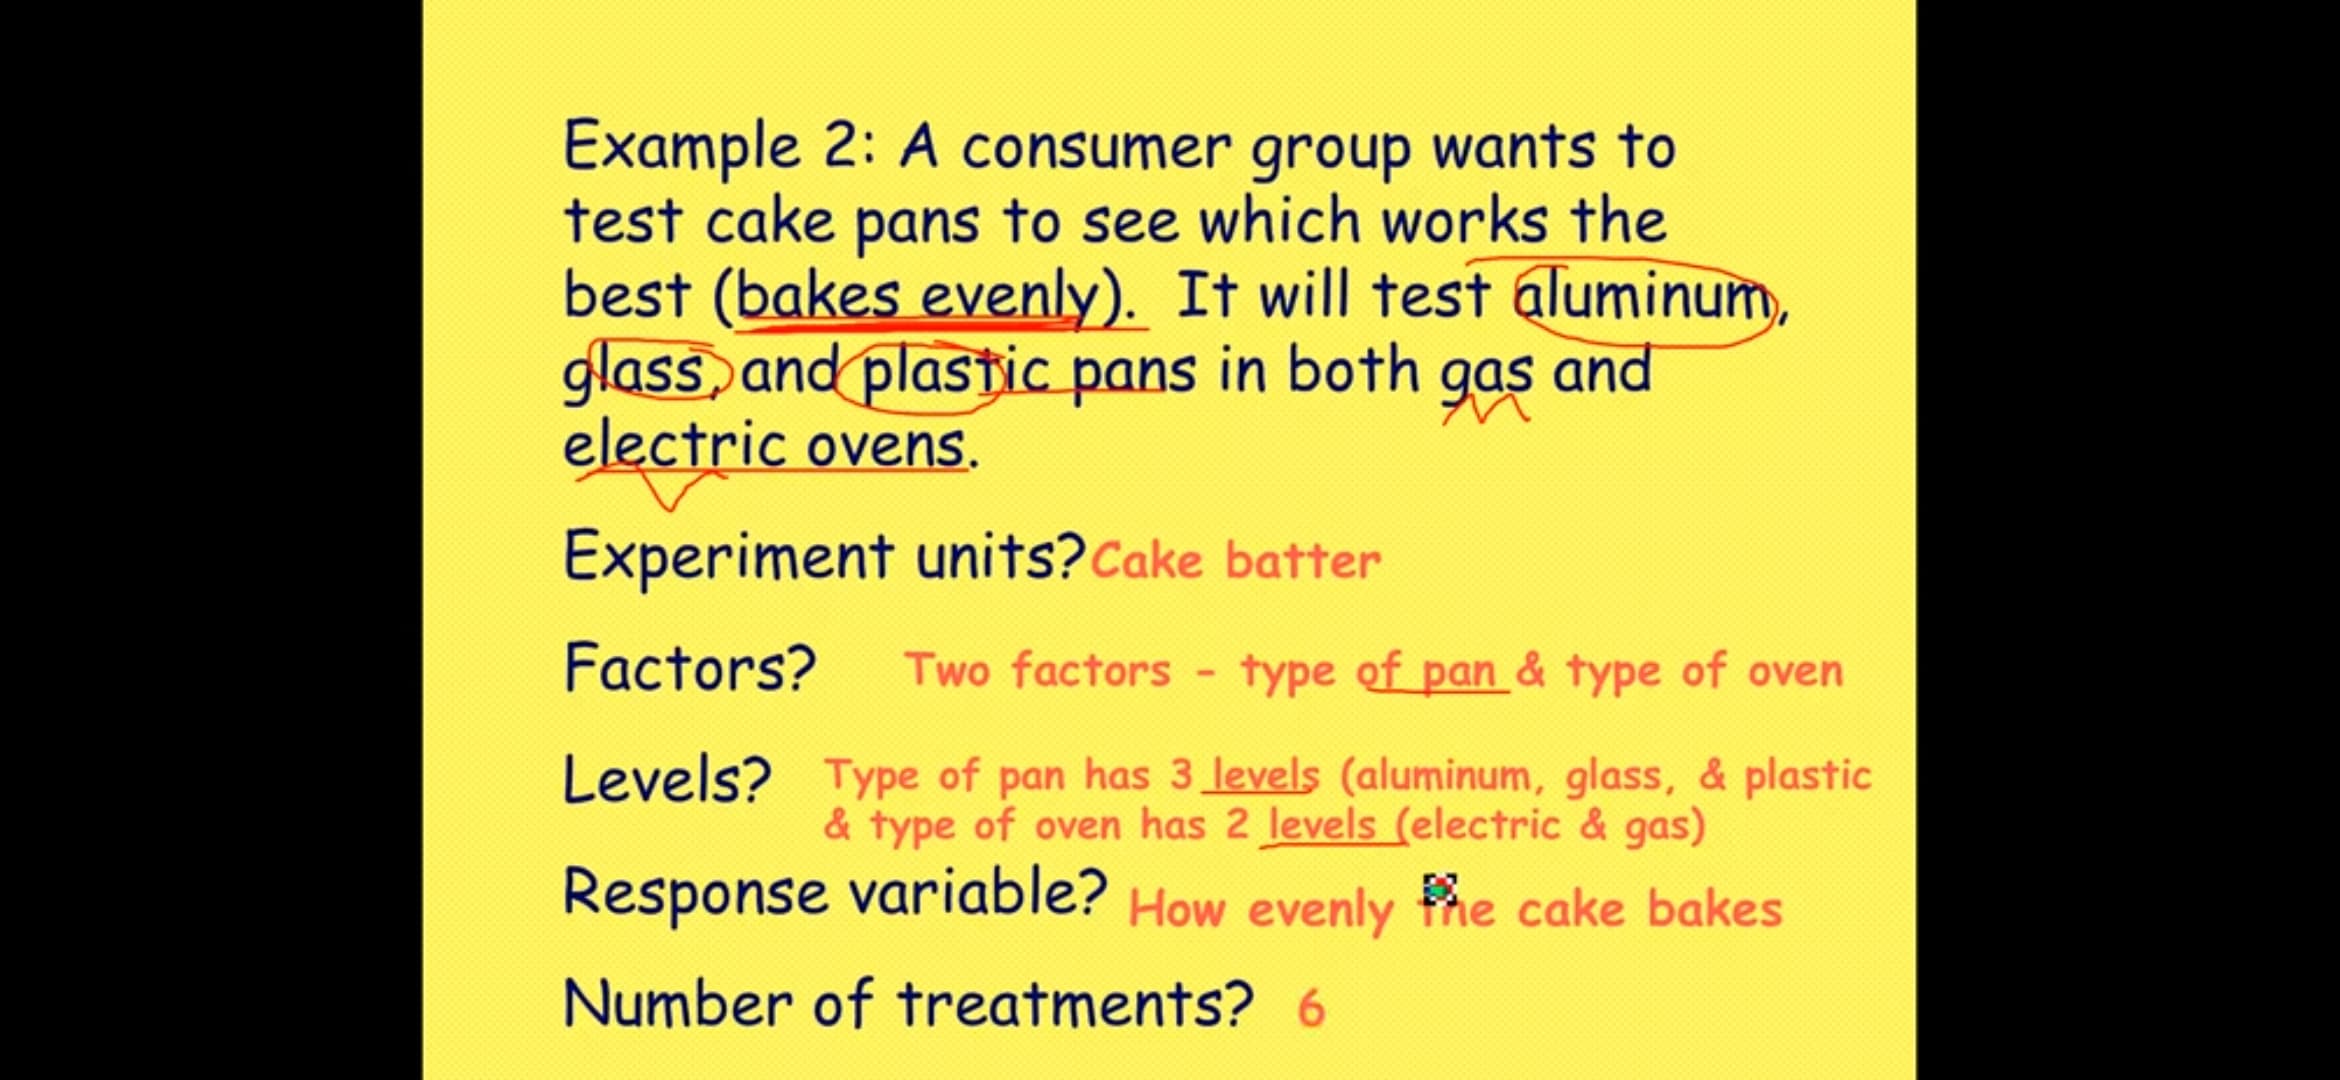 Example 2: A consumer group wants to
test cake pans to see which works the
best (bakes evenly). It will test aluminum,
glass, and plastic pans in both gas and
electric ovens.
Experiment units? Cake batter
Factors? Two factors - type of pan & type of oven
Levels? Type of pan has 3 levels (aluminum, glass, & plastic
& type of oven has 2 levels (electric & gas)
Response variable? How evenly the cake bakes
Number of treatments? 6